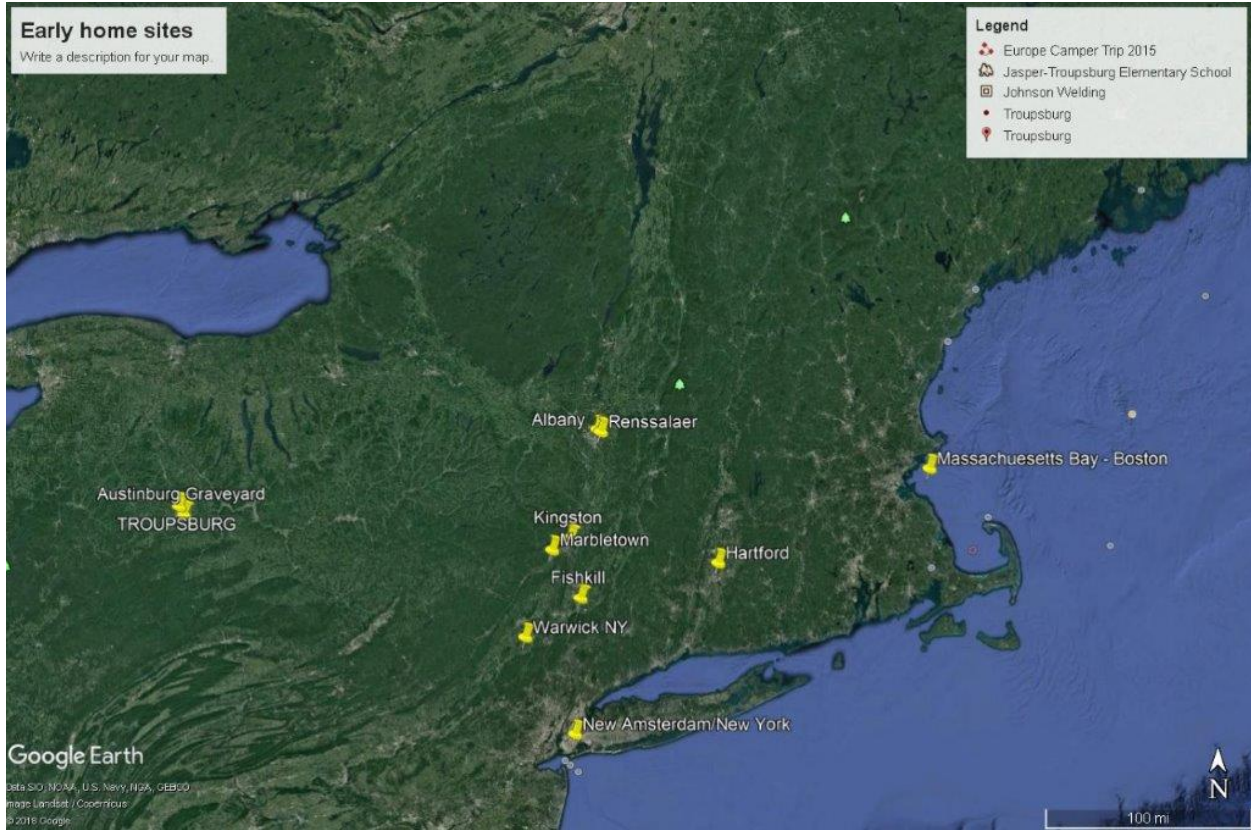 Early home sites
Write a description for your map.
Legend
Europe Camper Trip 2015
Jasper-Troupsburg Elementary School
Johnson Welding
Troupsburg
Troupsburg
Albany
Renssalaer
Massachuesetts Bay - Boston
Austinburg Graveyard
TROUPSBURG
Kingston
Marbletown
Hartford
Fishkill
Warwick NY
New Amsterdam/New York
Google Earth
Data SIO, NOAA, U.S. Navy, NGA, GEBCO
Image Landsat / Copernicus
© 2018 Google
N
100 mi